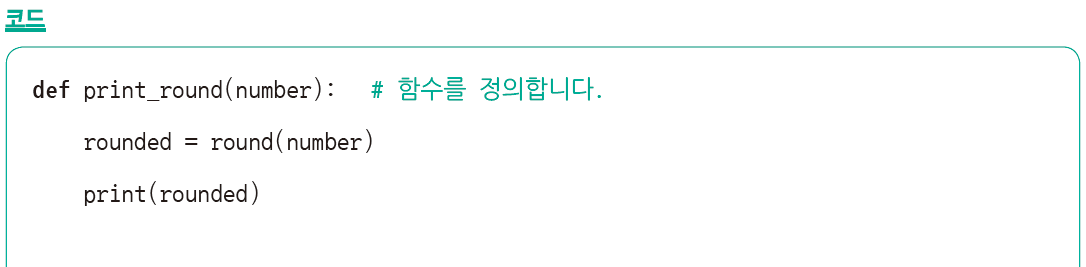 코드
def print_round(number):   # 함수를 정의합니다.
    rounded = round(number)
    print(rounded)